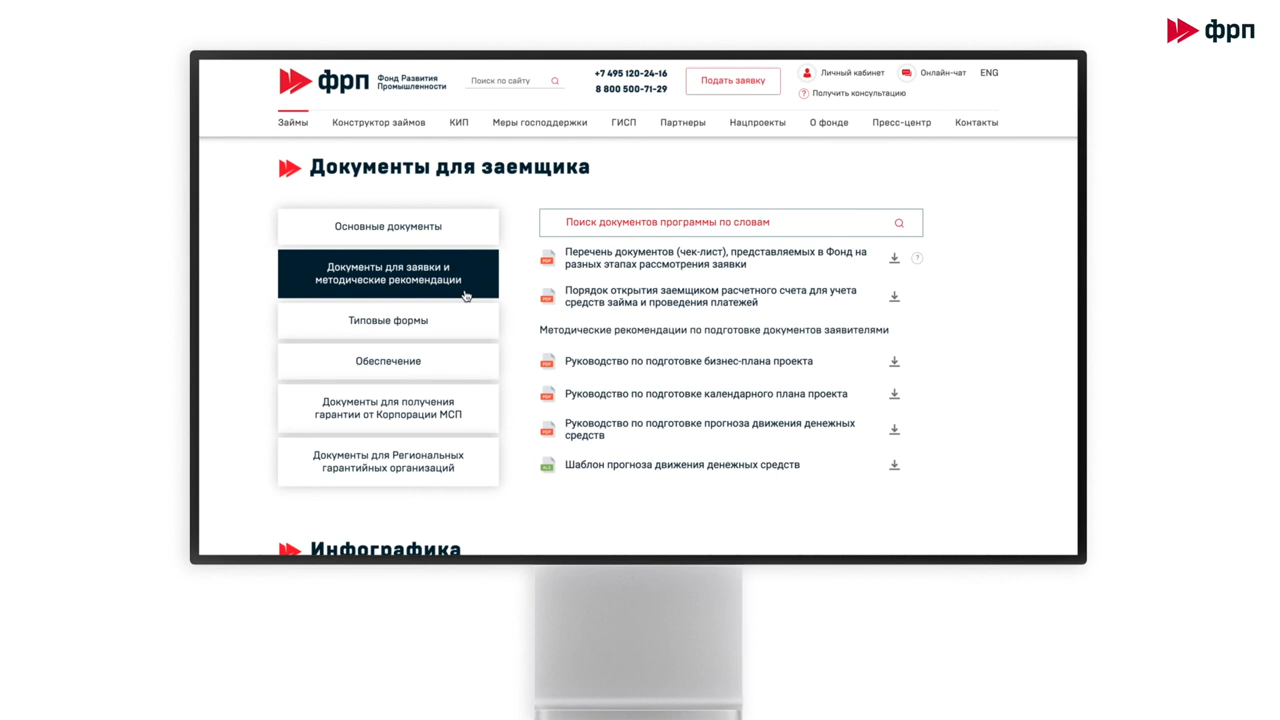 фрп
фрп
Фонд Развития
Промышленности
Поиск по сайту
+7 495 120-24-16
8 800 500-71-29
Подать заявку
Личный кабинет
Онлайн-чат
ENG
Получить консультацию
Займы
Конструктор займов
КИП
Меры господдержки
ГИСП
Партнеры
Нацпроекты
О фонде
Пресс-центр
Контакты
Документы для заемщика
Основные документы
Документы для заявки и
методические рекомендации
Типовые формы
Обеспечение
Документы для получения
гарантии от Корпорации МСП
Документы для Региональных
гарантийных организаций
Поиск документов программы по словам
PDF
Перечень документов (чек-лист), представляемых в Фонд на
разных этапах рассмотрения заявки
PDF
Порядок открытия заемщиком расчетного счета для учета
средств займа и проведения платежей
Методические рекомендации по подготовке документов заявителями
PDF
Руководство по подготовке бизнес-плана проекта
PDF
Руководство по подготовке календарного плана проекта
PDF
Руководство по подготовке прогноза движения денежных
средств
XLS
Шаблон прогноза движения денежных средств
Инфографика